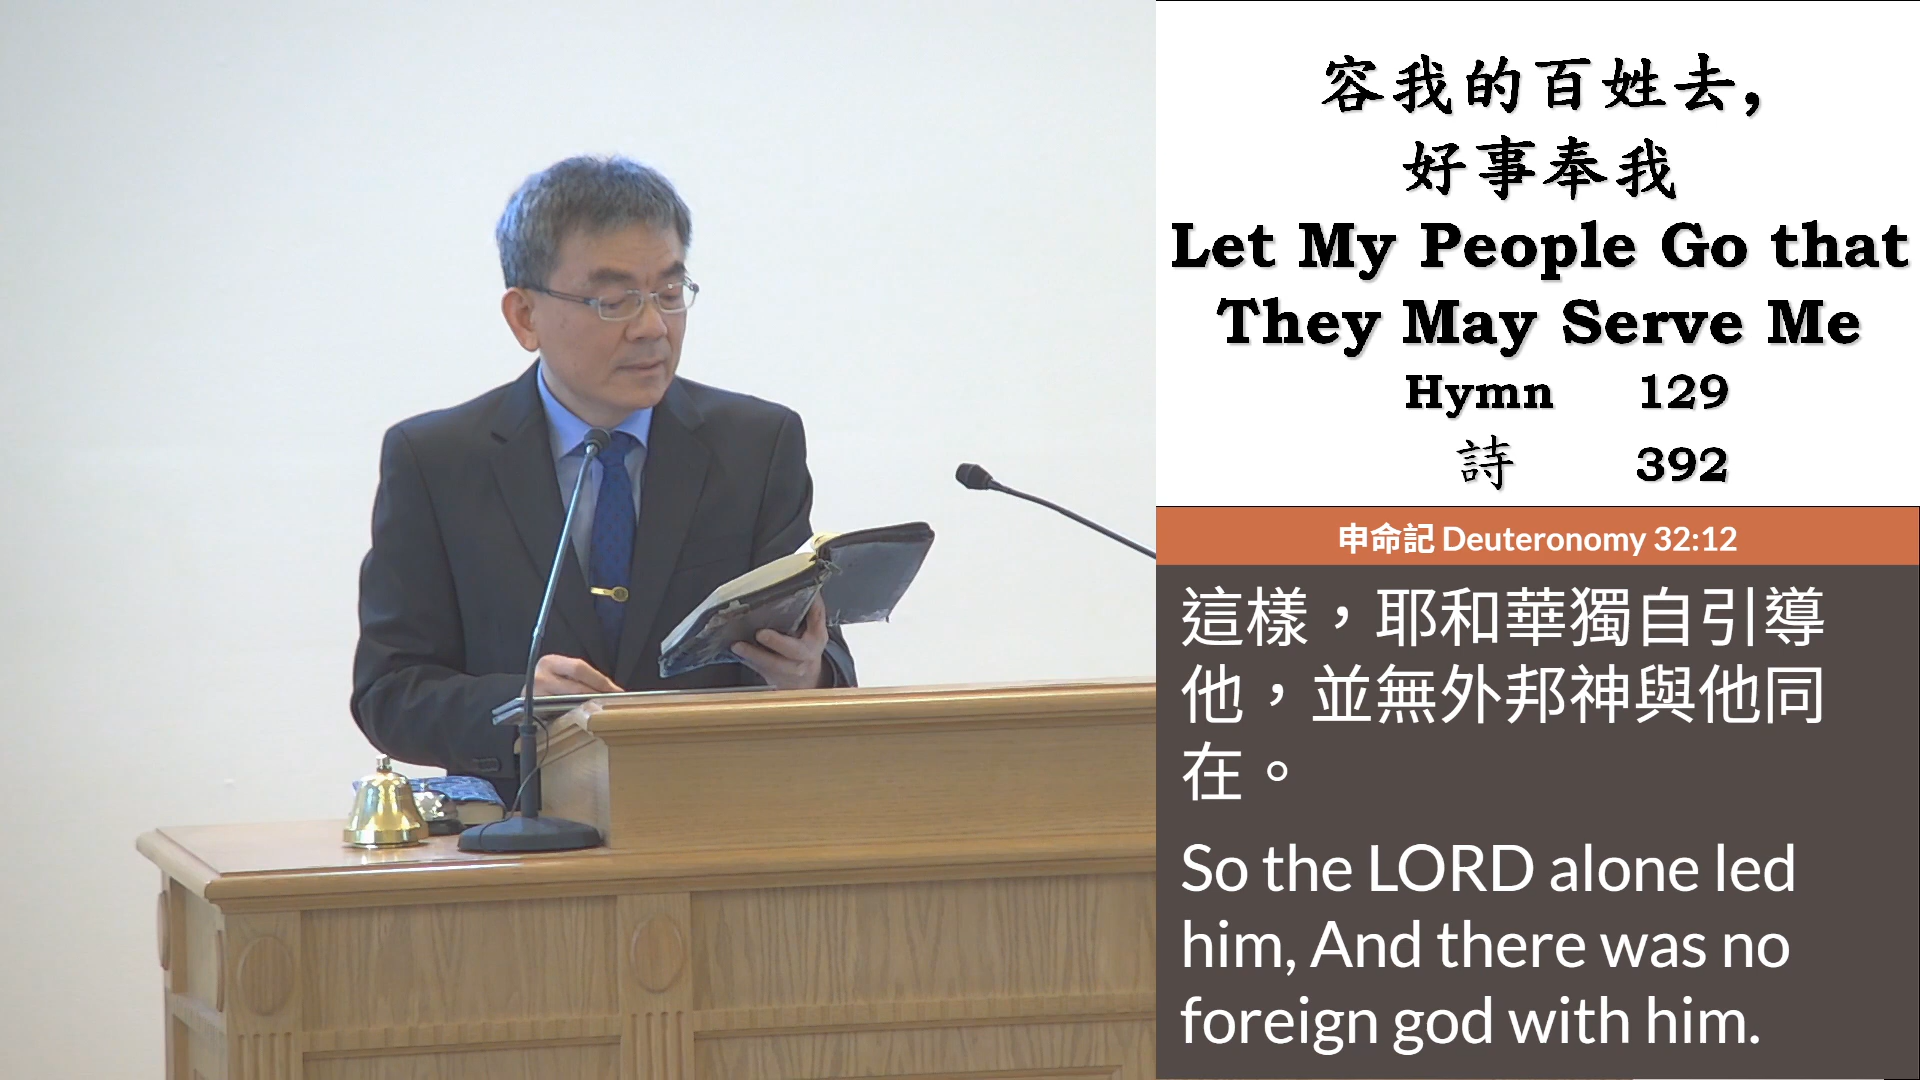 容我的百姓去,
好事奉我
Let My People Go that
They May Serve Me
Hymn 129
詩 392
申命記 Deuteronomy 32:12
這樣，耶和華獨自引導
他，並無外邦神與他同
在。
So the LORD alone led
him, And there was no
foreign god with him.